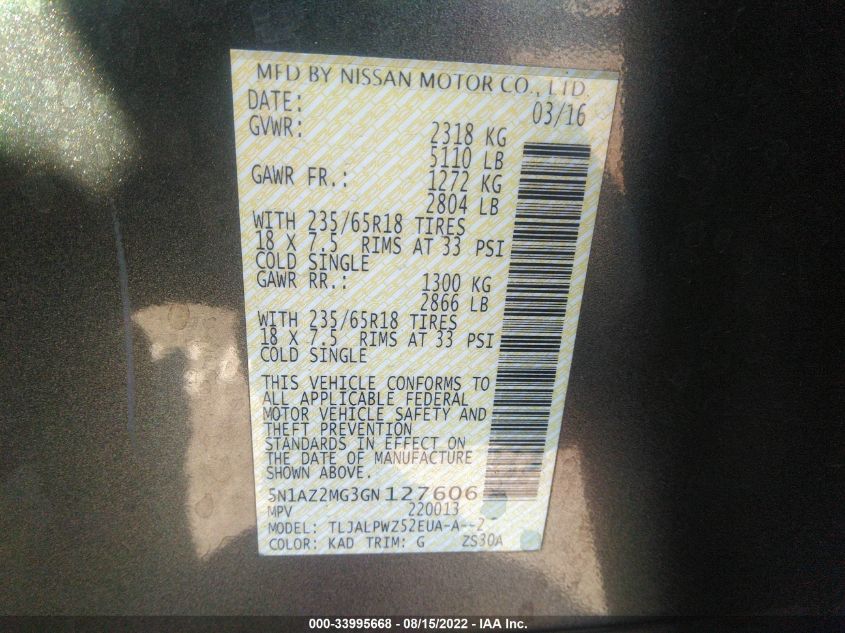 MFD BY NISSAN MOTOR CO., LTD.
DATE: 03/16
GVWR: 2318 KG
5110 LB
GAWR FR.: 1272 KG
2804 LB
WITH 235/65R18 TIRES
18 X 7.5 RIMS AT 33 PSI
COLD SINGLE
GAWR RR.: 1300 KG
2866 LB
WITH 235/65R18 TIRES
18 X 7.5 RIMS AT 33 PSI
COLD SINGLE
THIS VEHICLE CONFORMS TO
ALL APPLICABLE FEDERAL
MOTOR VEHICLE SAFETY AND
THEFT PREVENTION
STANDARDS IN EFFECT ON
THE DATE OF MANUFACTURE
SHOWN ABOVE.
5N1AZ2MG3GN127606
MPV 220013
MODEL: TLJALPWZ52EUA-A--2
COLOR: KAD TRIM: G ZS30A
000-33995668 - 08/15/2022 - IAA Inc.